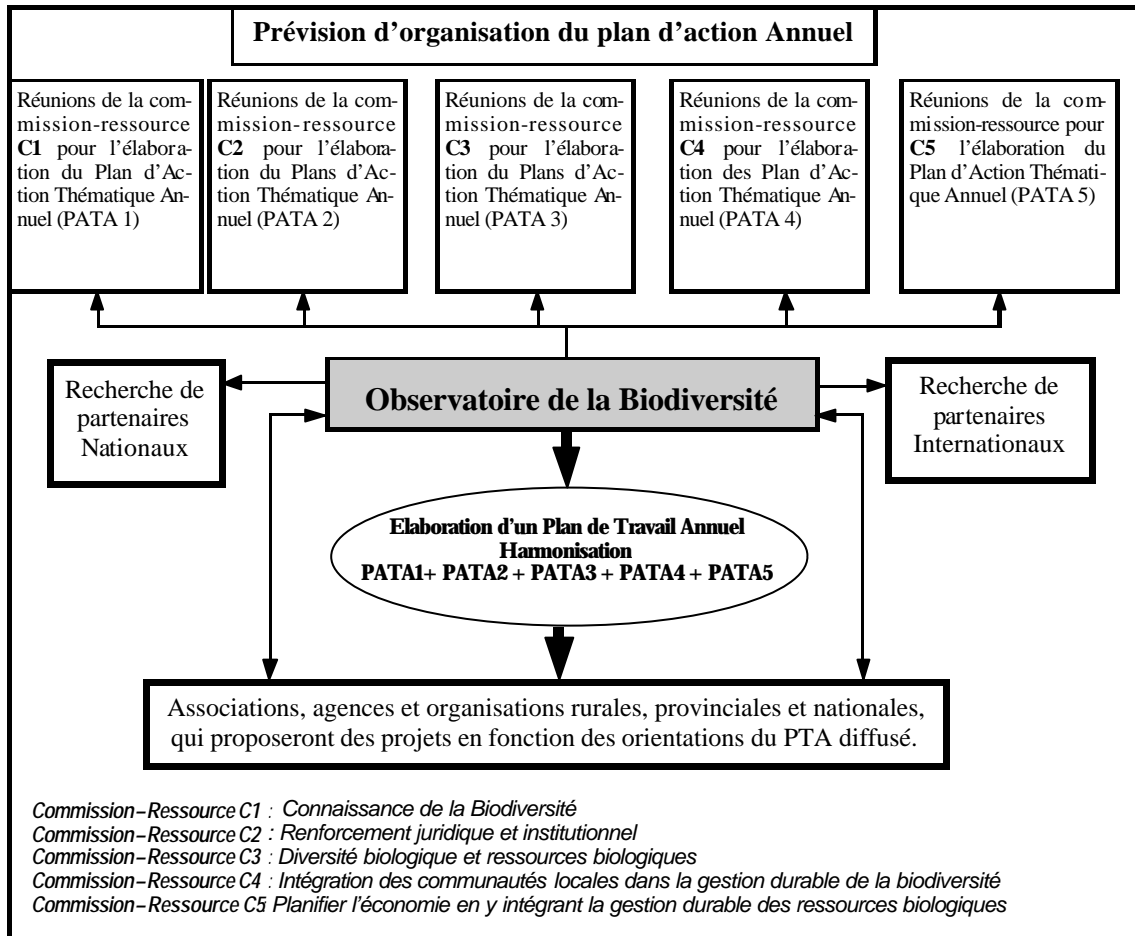 Prévision d'organisation du plan d'action Annuel
Réunions de la com-
mission-ressource
C1 pour l'élabora-
tion du Plan d'Ac-
tion Thématique An-
nuel (PATA 1)
Réunions de la com-
mission-ressource
C2 pour l'élabora-
tion du Plans d'Ac-
tion Thématique An-
nuel (PATA 2)
Réunions de la com-
mission-ressource
C3 pour l'élabora-
tion du Plans d'Ac-
tion Thématique An-
nuel (PATA 3)
Réunions de la com-
mission-ressource
C4 pour l'élabora-
tion des Plan d'Ac-
tion Thématique An-
nuel (PATA 4)
Réunions de la com-
mission-ressource pour
C5 l'élaboration du
Plan d'Action Thémati-
que Annuel (PATA 5)
Recherche de
partenaires
Nationaux
Observatoire de la Biodiversité
Recherche de
partenaires
Internationaux
Elaboration d'un Plan de Travail Annuel
Harmonisation
PATA1+ PATA2 + PATA3 + PATA4 + PATA5
Associations, agences et organisations rurales, provinciales et nationales,
qui proposeront des projets en fonction des orientations du PTA diffusé.
Commission-Ressource C1 : Connaissance de la Biodiversité
Commission-Ressource C2 : Renforcement juridique et institutionnel
Commission-Ressource C3 : Diversité biologique et ressources biologiques
Commission-Ressource C4 : Intégration des communautés locales dans la gestion durable de la biodiversité
Commission-Ressource C5 Planifier l'économie en y intégrant la gestion durable des ressources biologiques